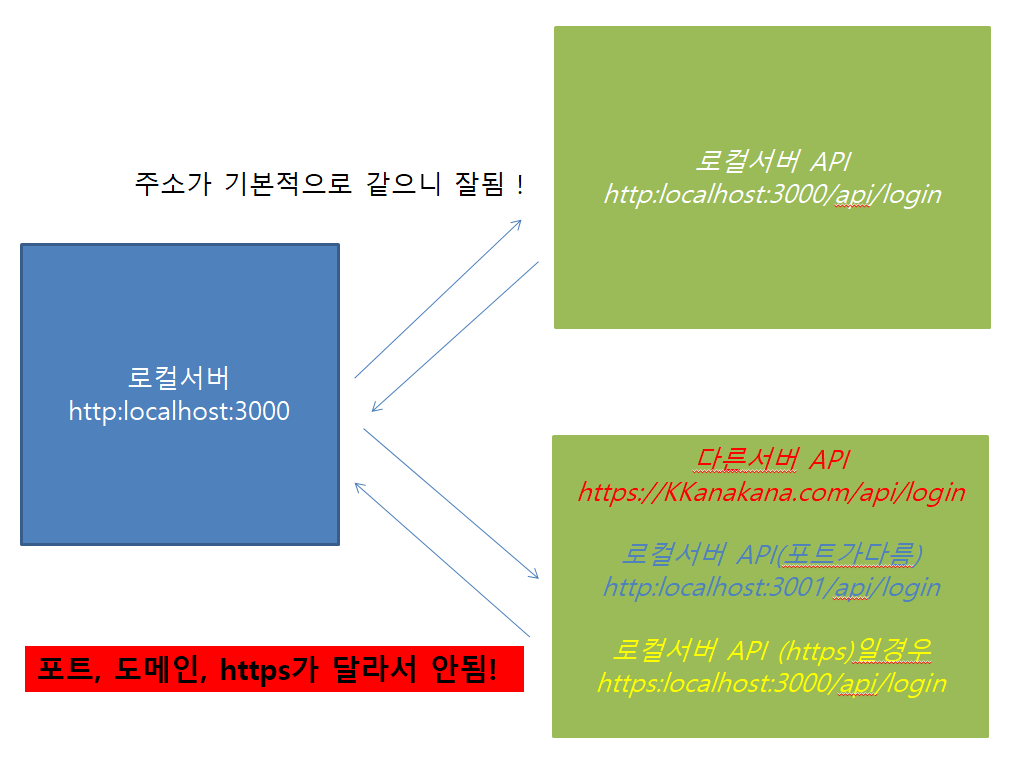 주소가 기본적으로 같으니 잘됨 !
로컬서버 API
http:localhost:3000/api/login
로컬서버
http:localhost:3000
다른서버 API
https://KKanakana.com/api/login
로컬서버 API(포트가다름)
http:localhost:3001/api/login
로컬서버 API (https)일경우
https:localhost:3000/api/login
포트, 도메인, https가 달라서 안됨!